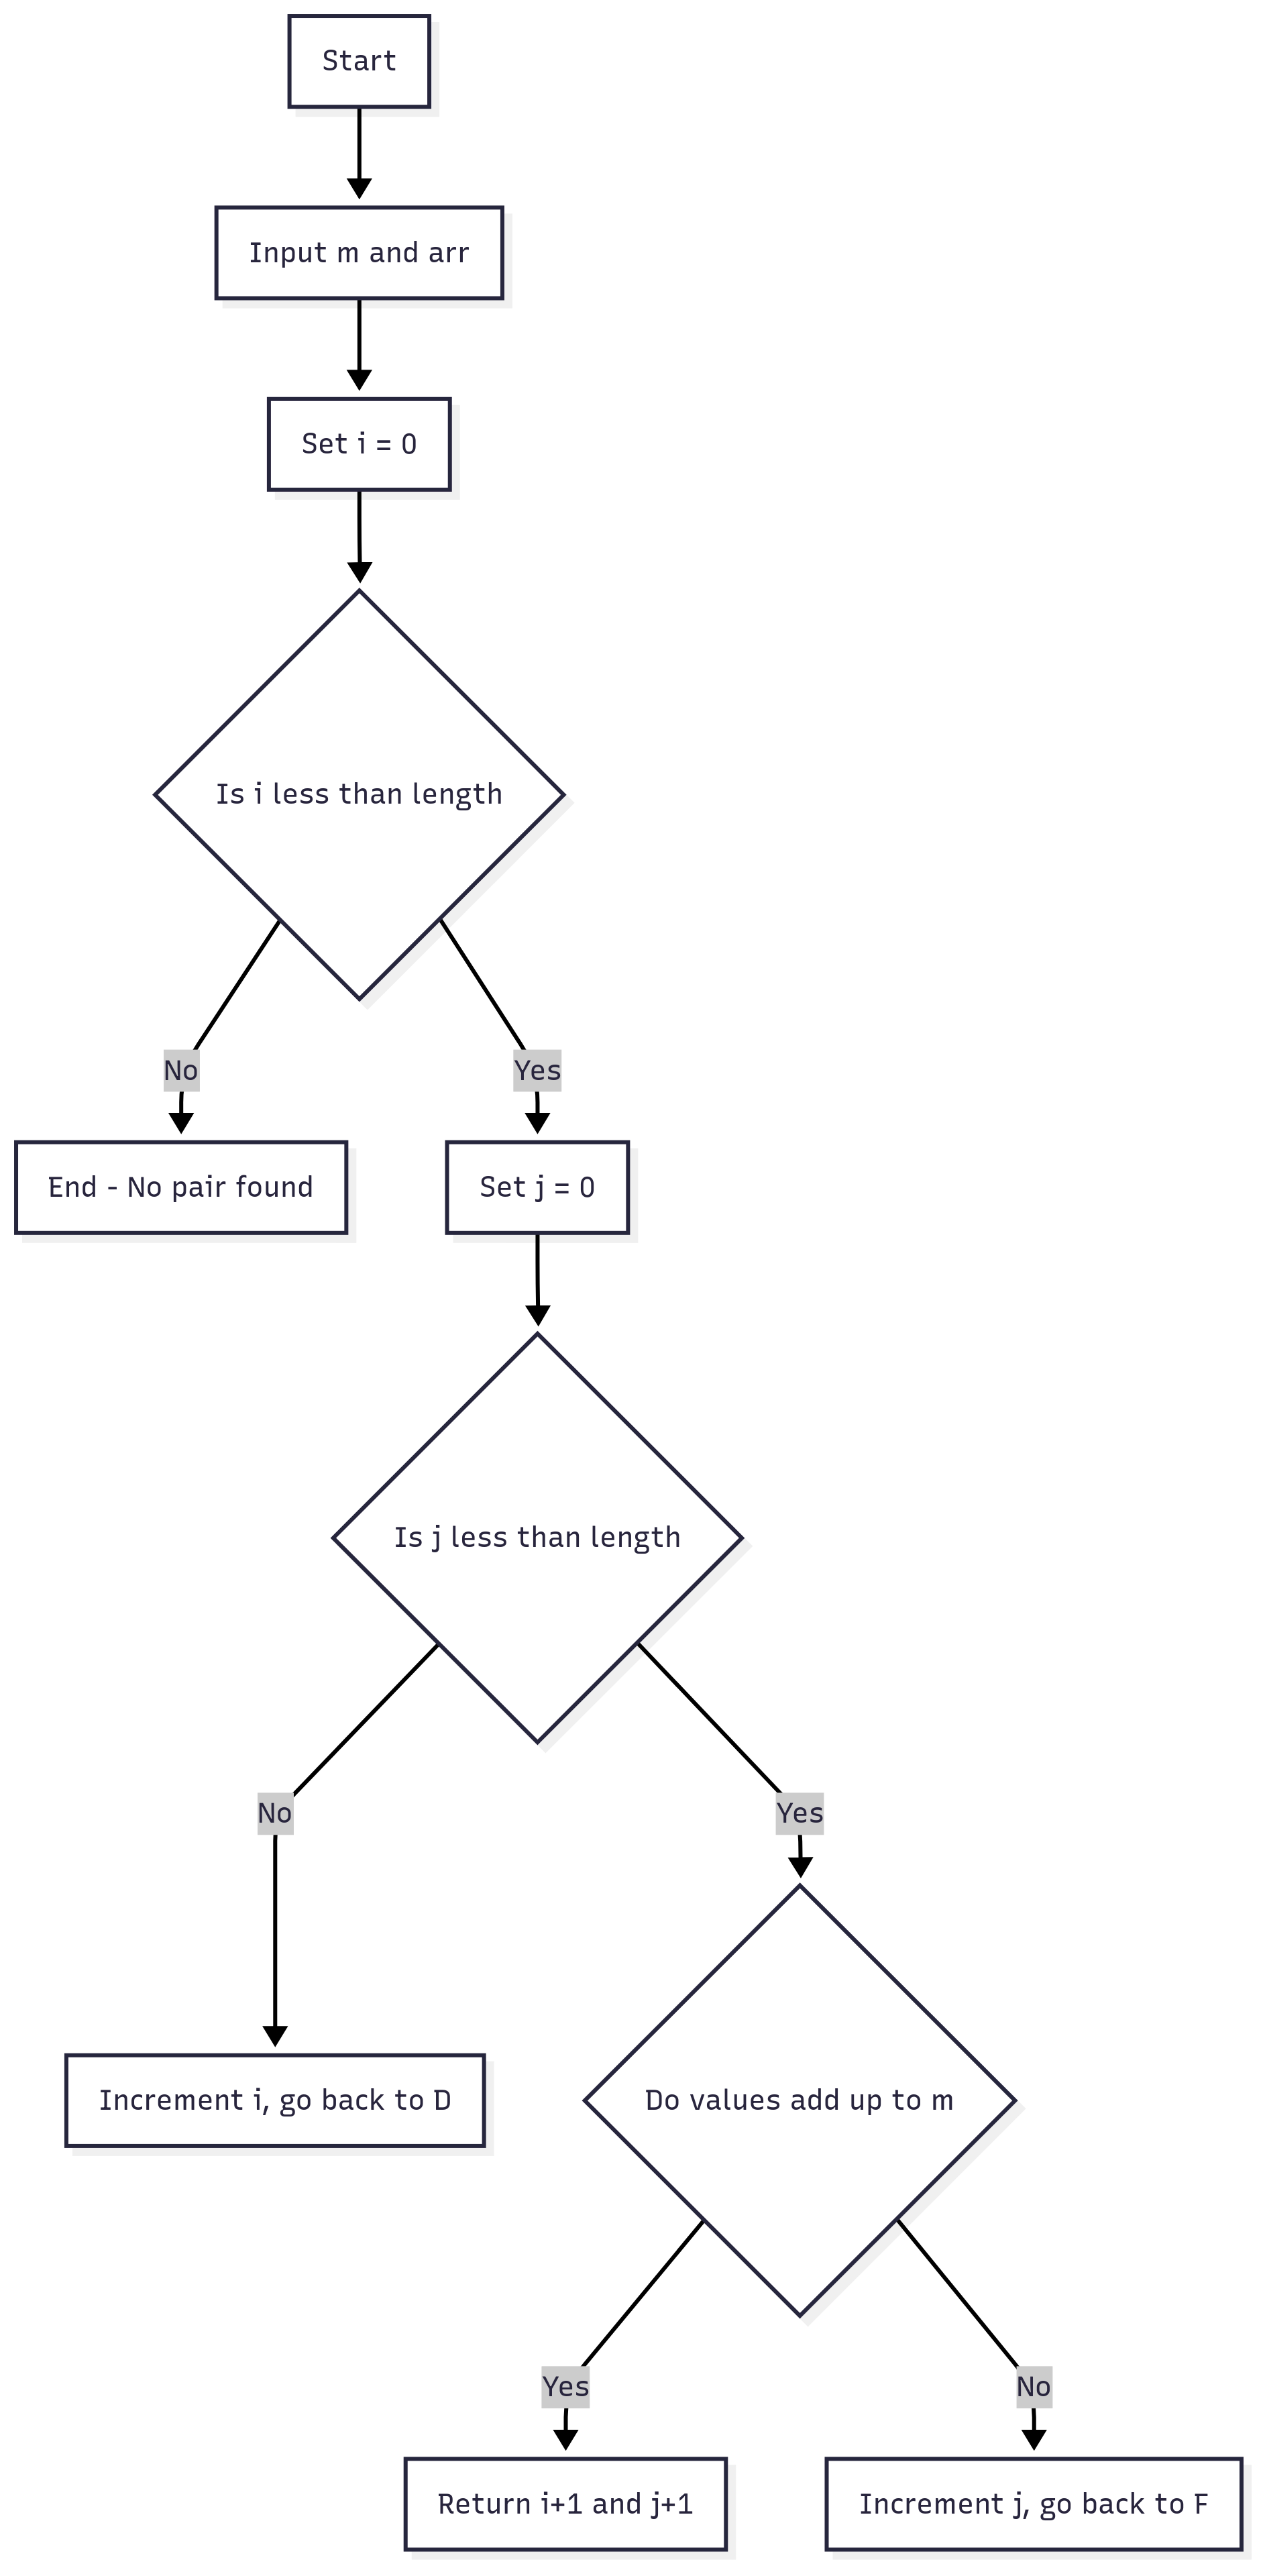 Start
Input m and arr
Set i = 0
Is i less than length
No
Yes
End - No pair found
Set j = 0
Is j less than length
No
Yes
Increment i, go back to D
Do values add up to m
Yes
No
Return i+1 and j+1
Increment j, go back to F